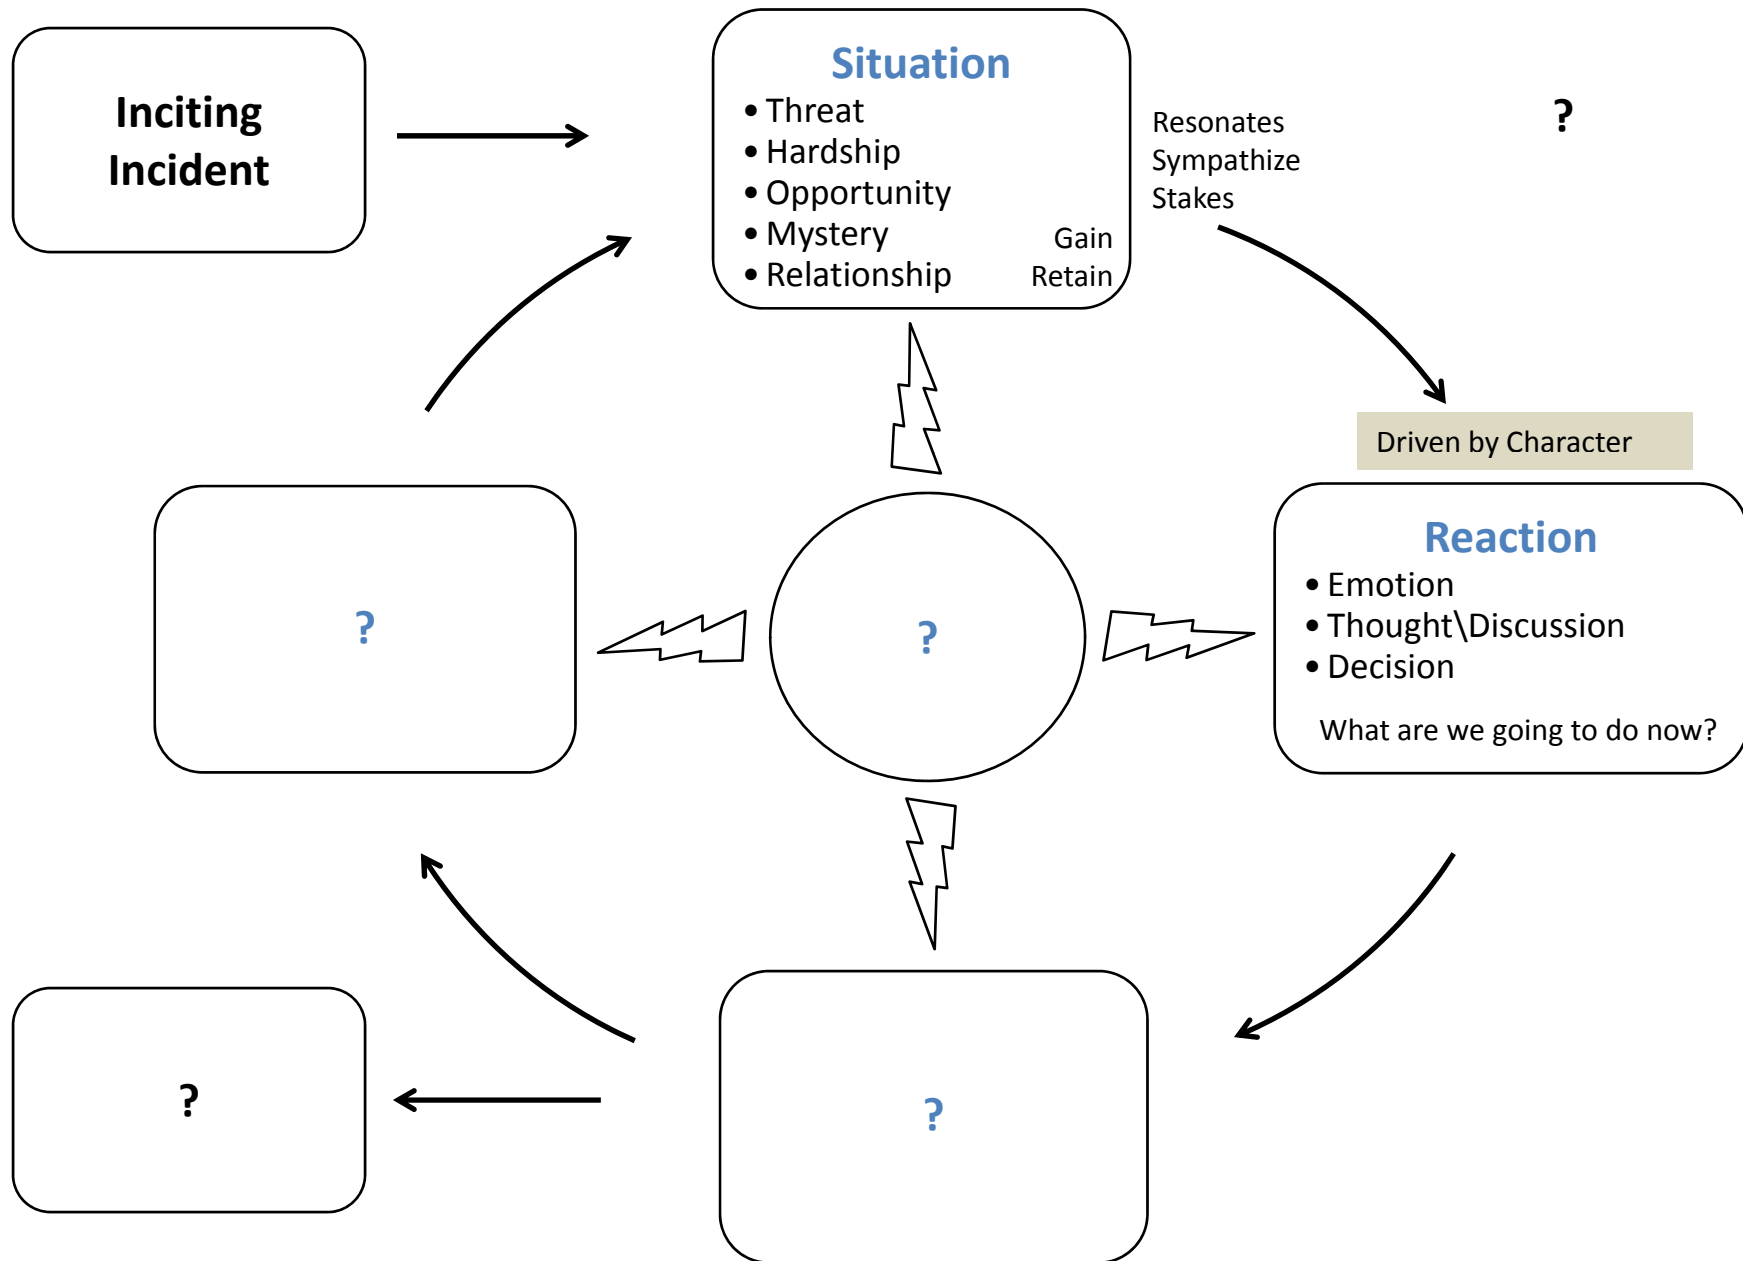 Inciting
Incident
Situation
• Threat
• Hardship
• Opportunity
• Mystery
• Relationship
Gain
Retain
Resonates
Sympathize
Stakes
?
Driven by Character
Reaction
• Emotion
• Thought\Discussion
• Decision
What are we going to do now?
?
?
?
?